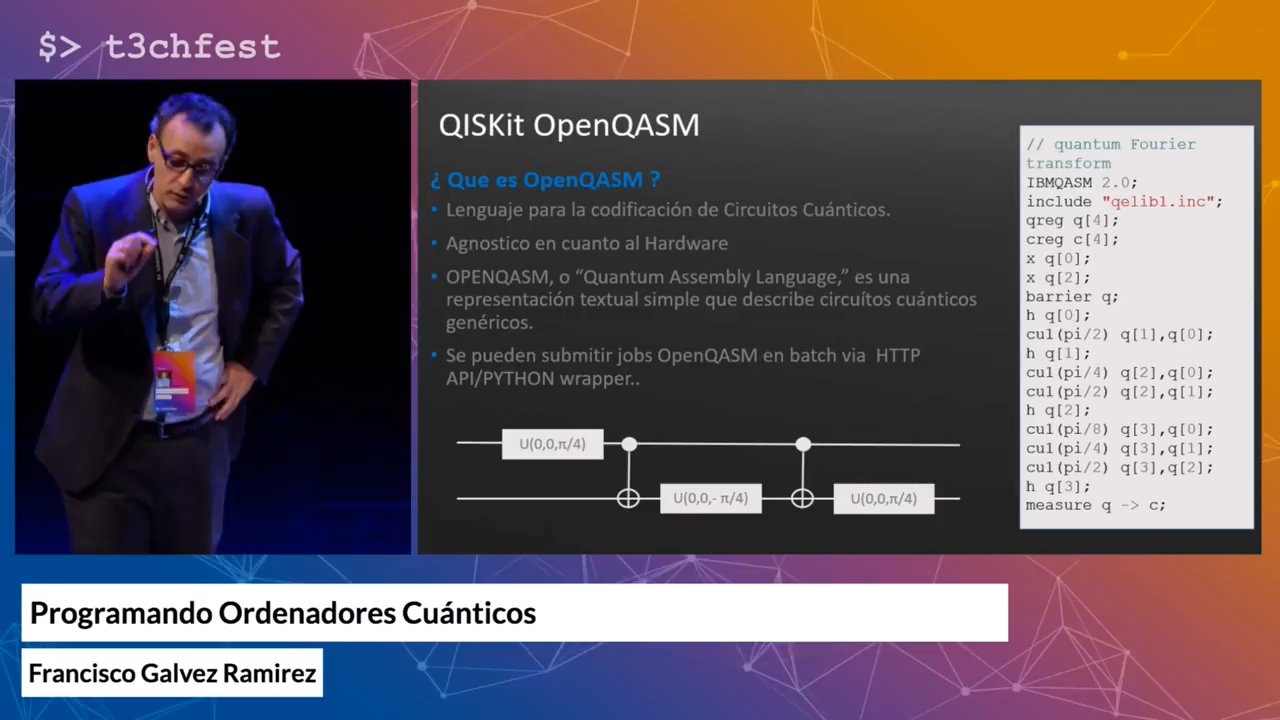 $> t3chfest
QISKit OpenQASM
¿ Que es OpenQASM ?
• Lenguaje para la codificación de Circuitos Cuánticos.
• Agnostico en cuanto al Hardware
• OPENQASM, o “Quantum Assembly Language,” es una
representación textual simple que describe circuítos cuánticos
genéricos.
• Se pueden submitir jobs OpenQASM en batch via HTTP
API/PYTHON wrapper..
U(0,0,π/4)
U(0,0,- π/4)
U(0,0,π/4)
// quantum Fourier
transform
IBMQASM 2.0;
include "qelib1.inc";
qreg q[4];
creg c[4];
x q[0];
x q[2];
barrier q;
h q[0];
cu1(pi/2) q[1],q[0];
h q[1];
cu1(pi/4) q[2],q[0];
cu1(pi/2) q[2],q[1];
h q[2];
cu1(pi/8) q[3],q[0];
cu1(pi/4) q[3],q[1];
cu1(pi/2) q[3],q[2];
h q[3];
measure q -> c;
Programando Ordenadores Cuánticos
Francisco Galvez Ramirez